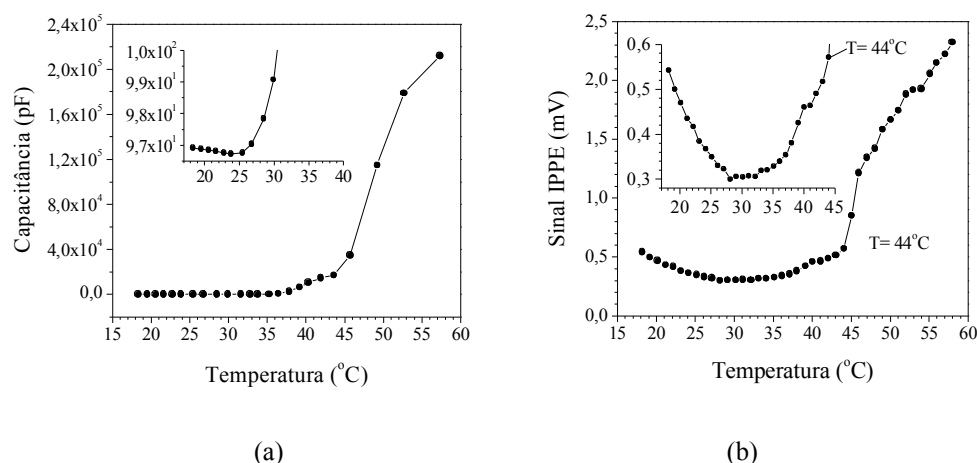 2,4x10⁵
2,0x10⁵
1,6x10⁵
1,2x10⁵
8,0x10⁴
4,0x10⁴
0,0
15 20 25 30 35 40 45 50 55 60
Capacitância (pF)
Temperatura (°C)
1,0x10²
9,9x10¹
9,8x10¹
9,7x10¹
20 25 30 35 40
(a)
2,5
2,0
1,5
1,0
0,5
0,0
15 20 25 30 35 40 45 50 55 60
Sinal IPPE (mV)
Temperatura (°C)
0,6
0,5
0,4
0,3
20 25 30 35 40 45
T= 44°C
T= 44°C
(b)